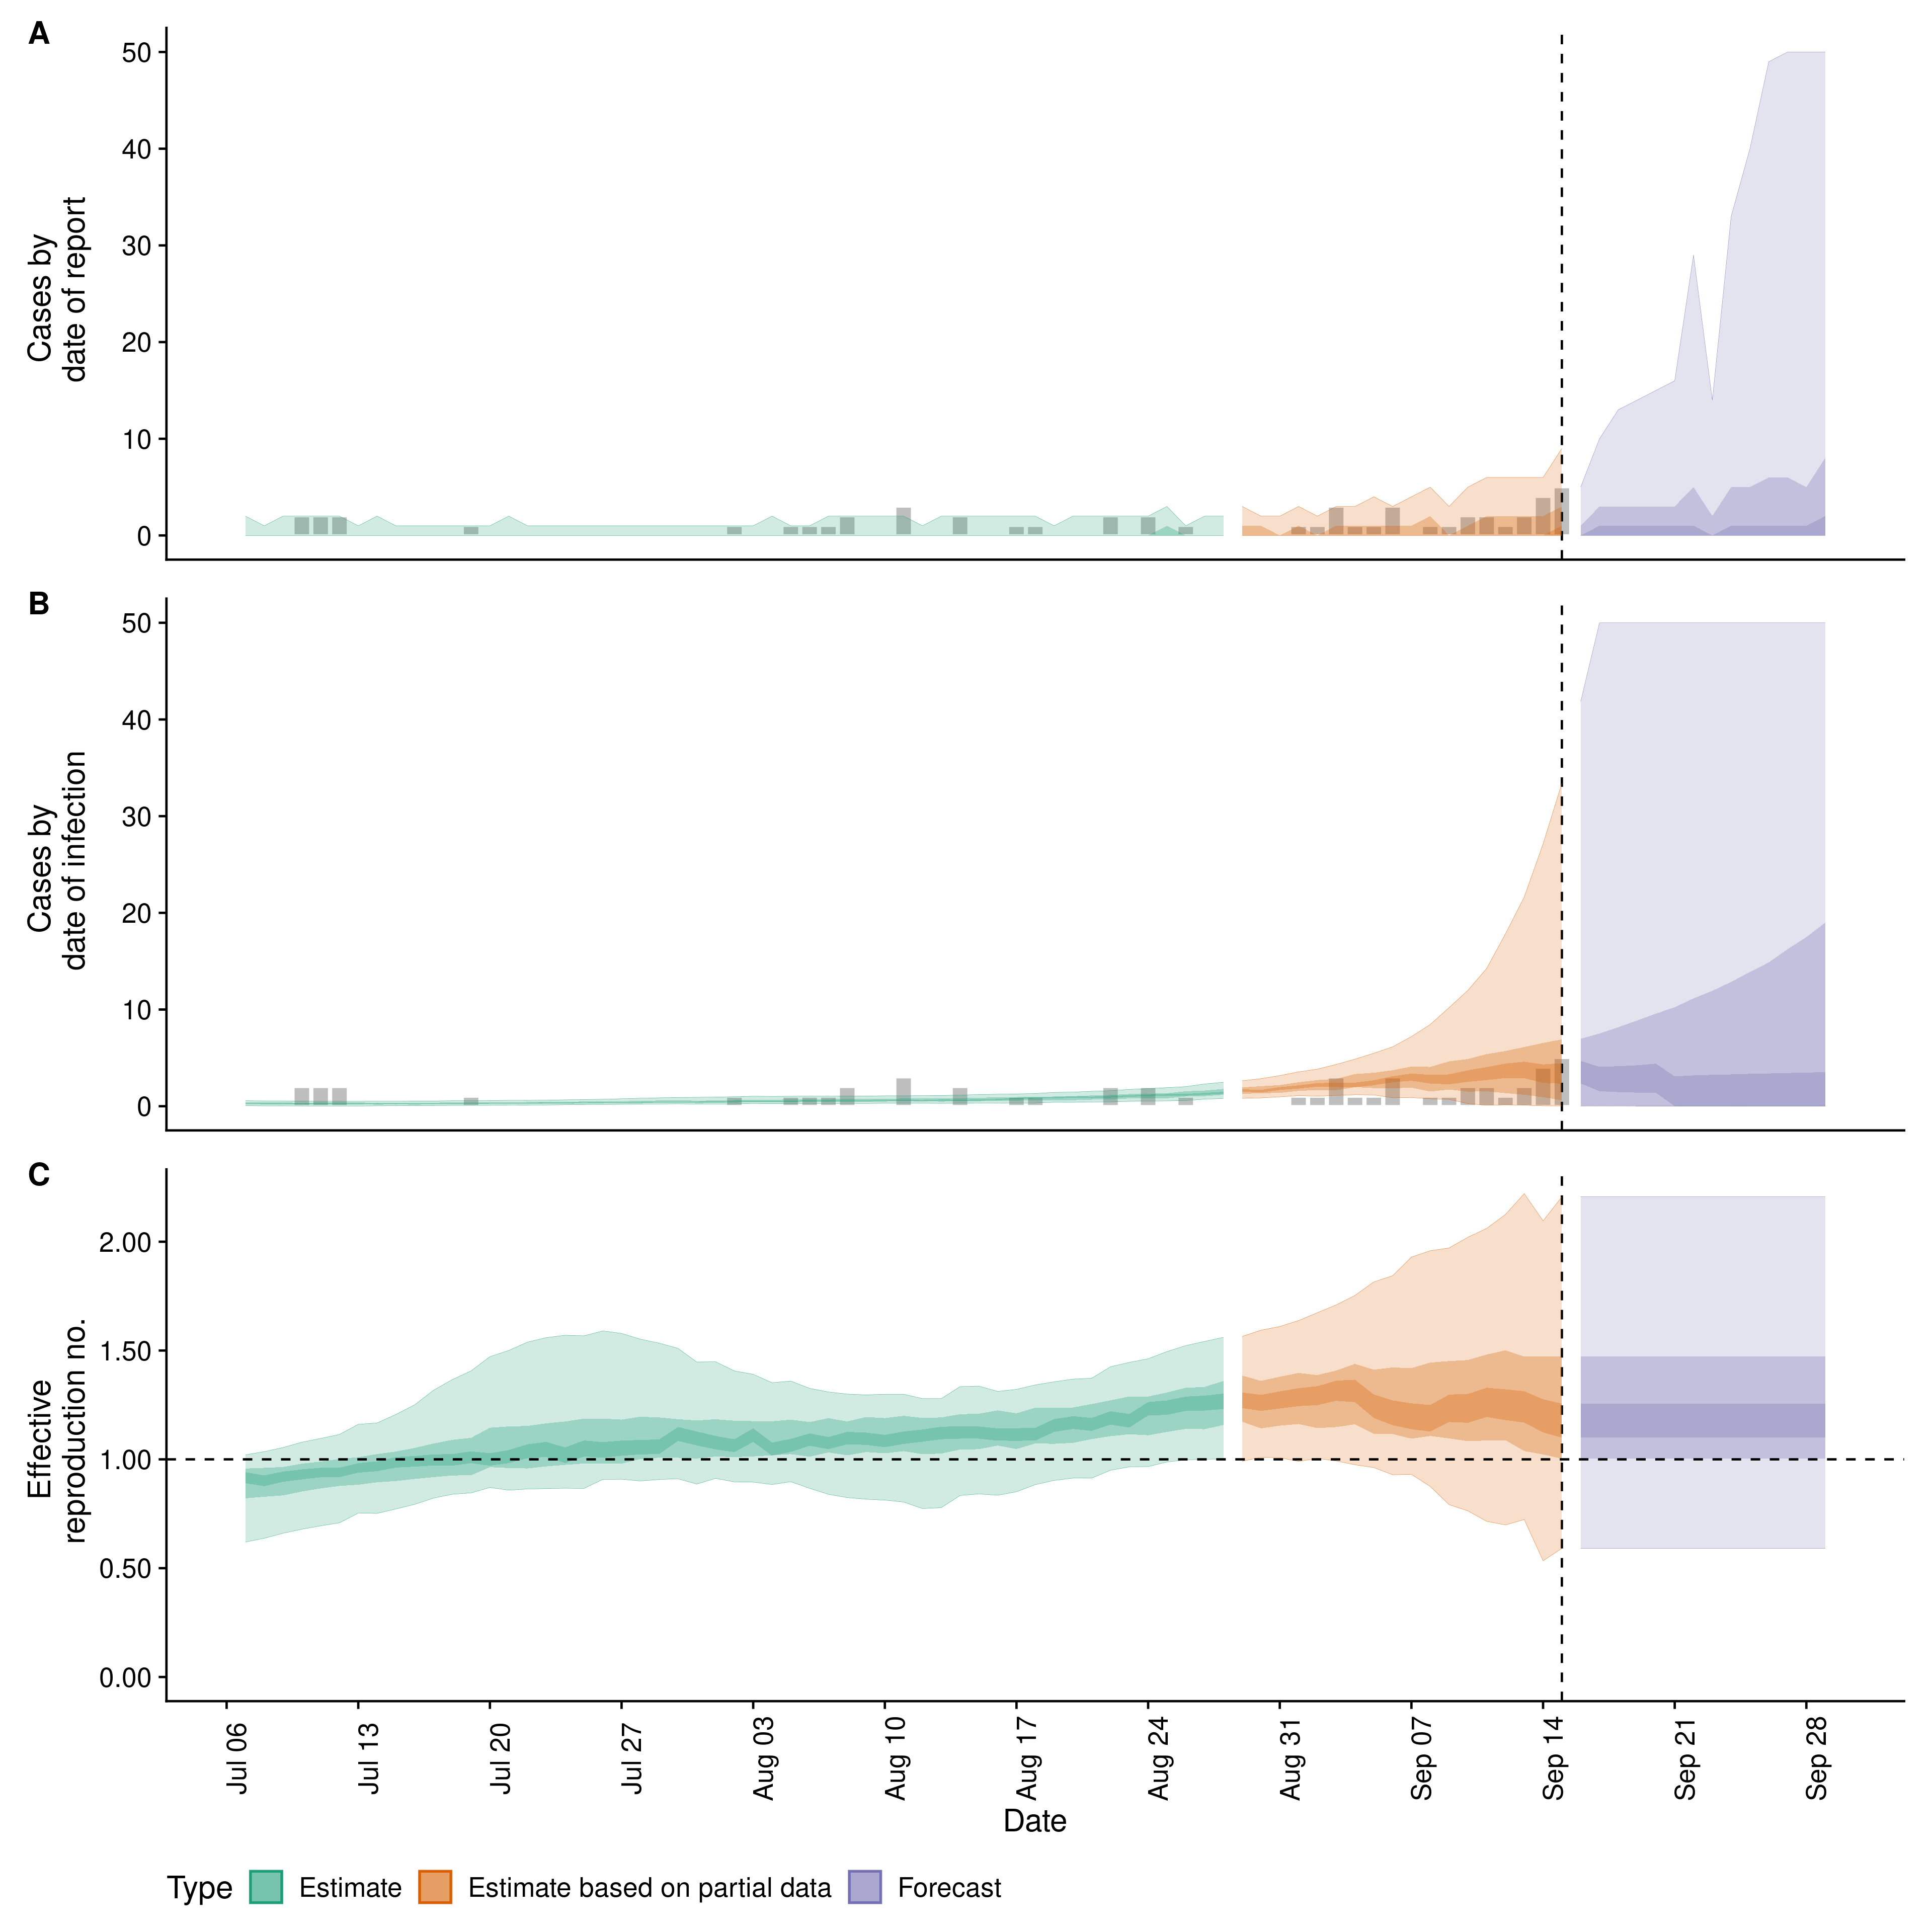 A
50
40
30
20
10
0
Cases by
date of report
B
50
40
30
20
10
0
Cases by
date of infection
C
2.00
1.50
1.00
0.50
0.00
Effective
reproduction no.
Jul 06
Jul 13
Jul 20
Jul 27
Aug 03
Aug 10
Aug 17
Aug 24
Aug 31
Sep 07
Sep 14
Sep 21
Sep 28
Date
Type Estimate Estimate based on partial data Forecast